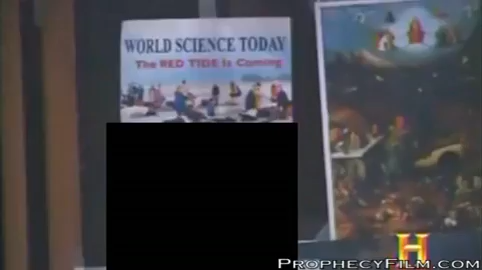 WORLD SCIENCE TODAY
The RED TIDE is Coming
H
PROPHECYFILM.COM